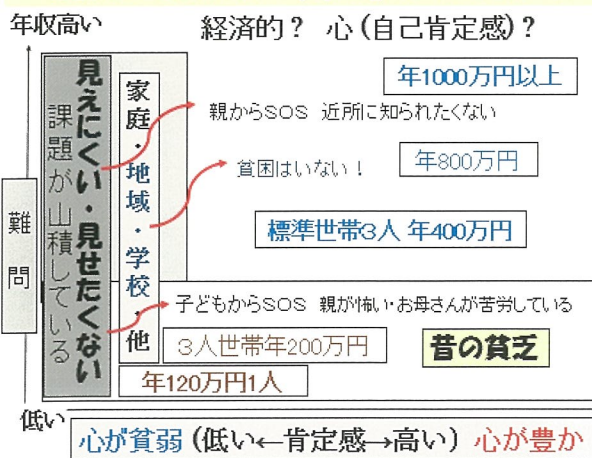 年収高い
経済的？ 心(自己肯定感)？
年1000万円以上
見えにくい・見せたくない
課題が山積している
家庭・地域・学校・他
親からSOS 近所に知られたくない
貧困はいない！
年800万円
難問
標準世帯3人 年400万円
子どもからSOS 親が怖い・お母さんが苦労している
3人世帯年200万円
昔の貧乏
年120万円1人
低い
心が貧弱 (低い←肯定感→高い) 心が豊か